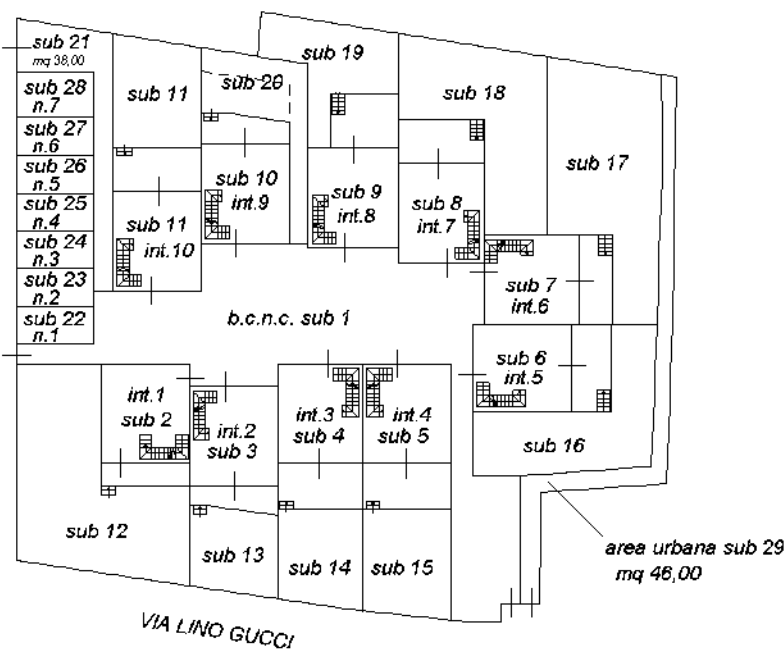 sub 21
mq 38,00
sub 28
n.7
sub 27
n.6
sub 26
n.5
sub 25
n.4
sub 24
n.3
sub 23
n.2
sub 22
n.1
sub 11
sub 20
sub 19
sub 18
sub 17
sub 11
int.10
sub 10
int.9
sub 9
int.8
sub 8
int.7
sub 7
int.6
b.c.n.c. sub 1
sub 6
int.5
int.1
sub 2
int.2
sub 3
int.3
sub 4
int.4
sub 5
sub 16
sub 12
sub 13
sub 14
sub 15
area urbana sub 29
mq 46,00
VIA LINO GUCCI